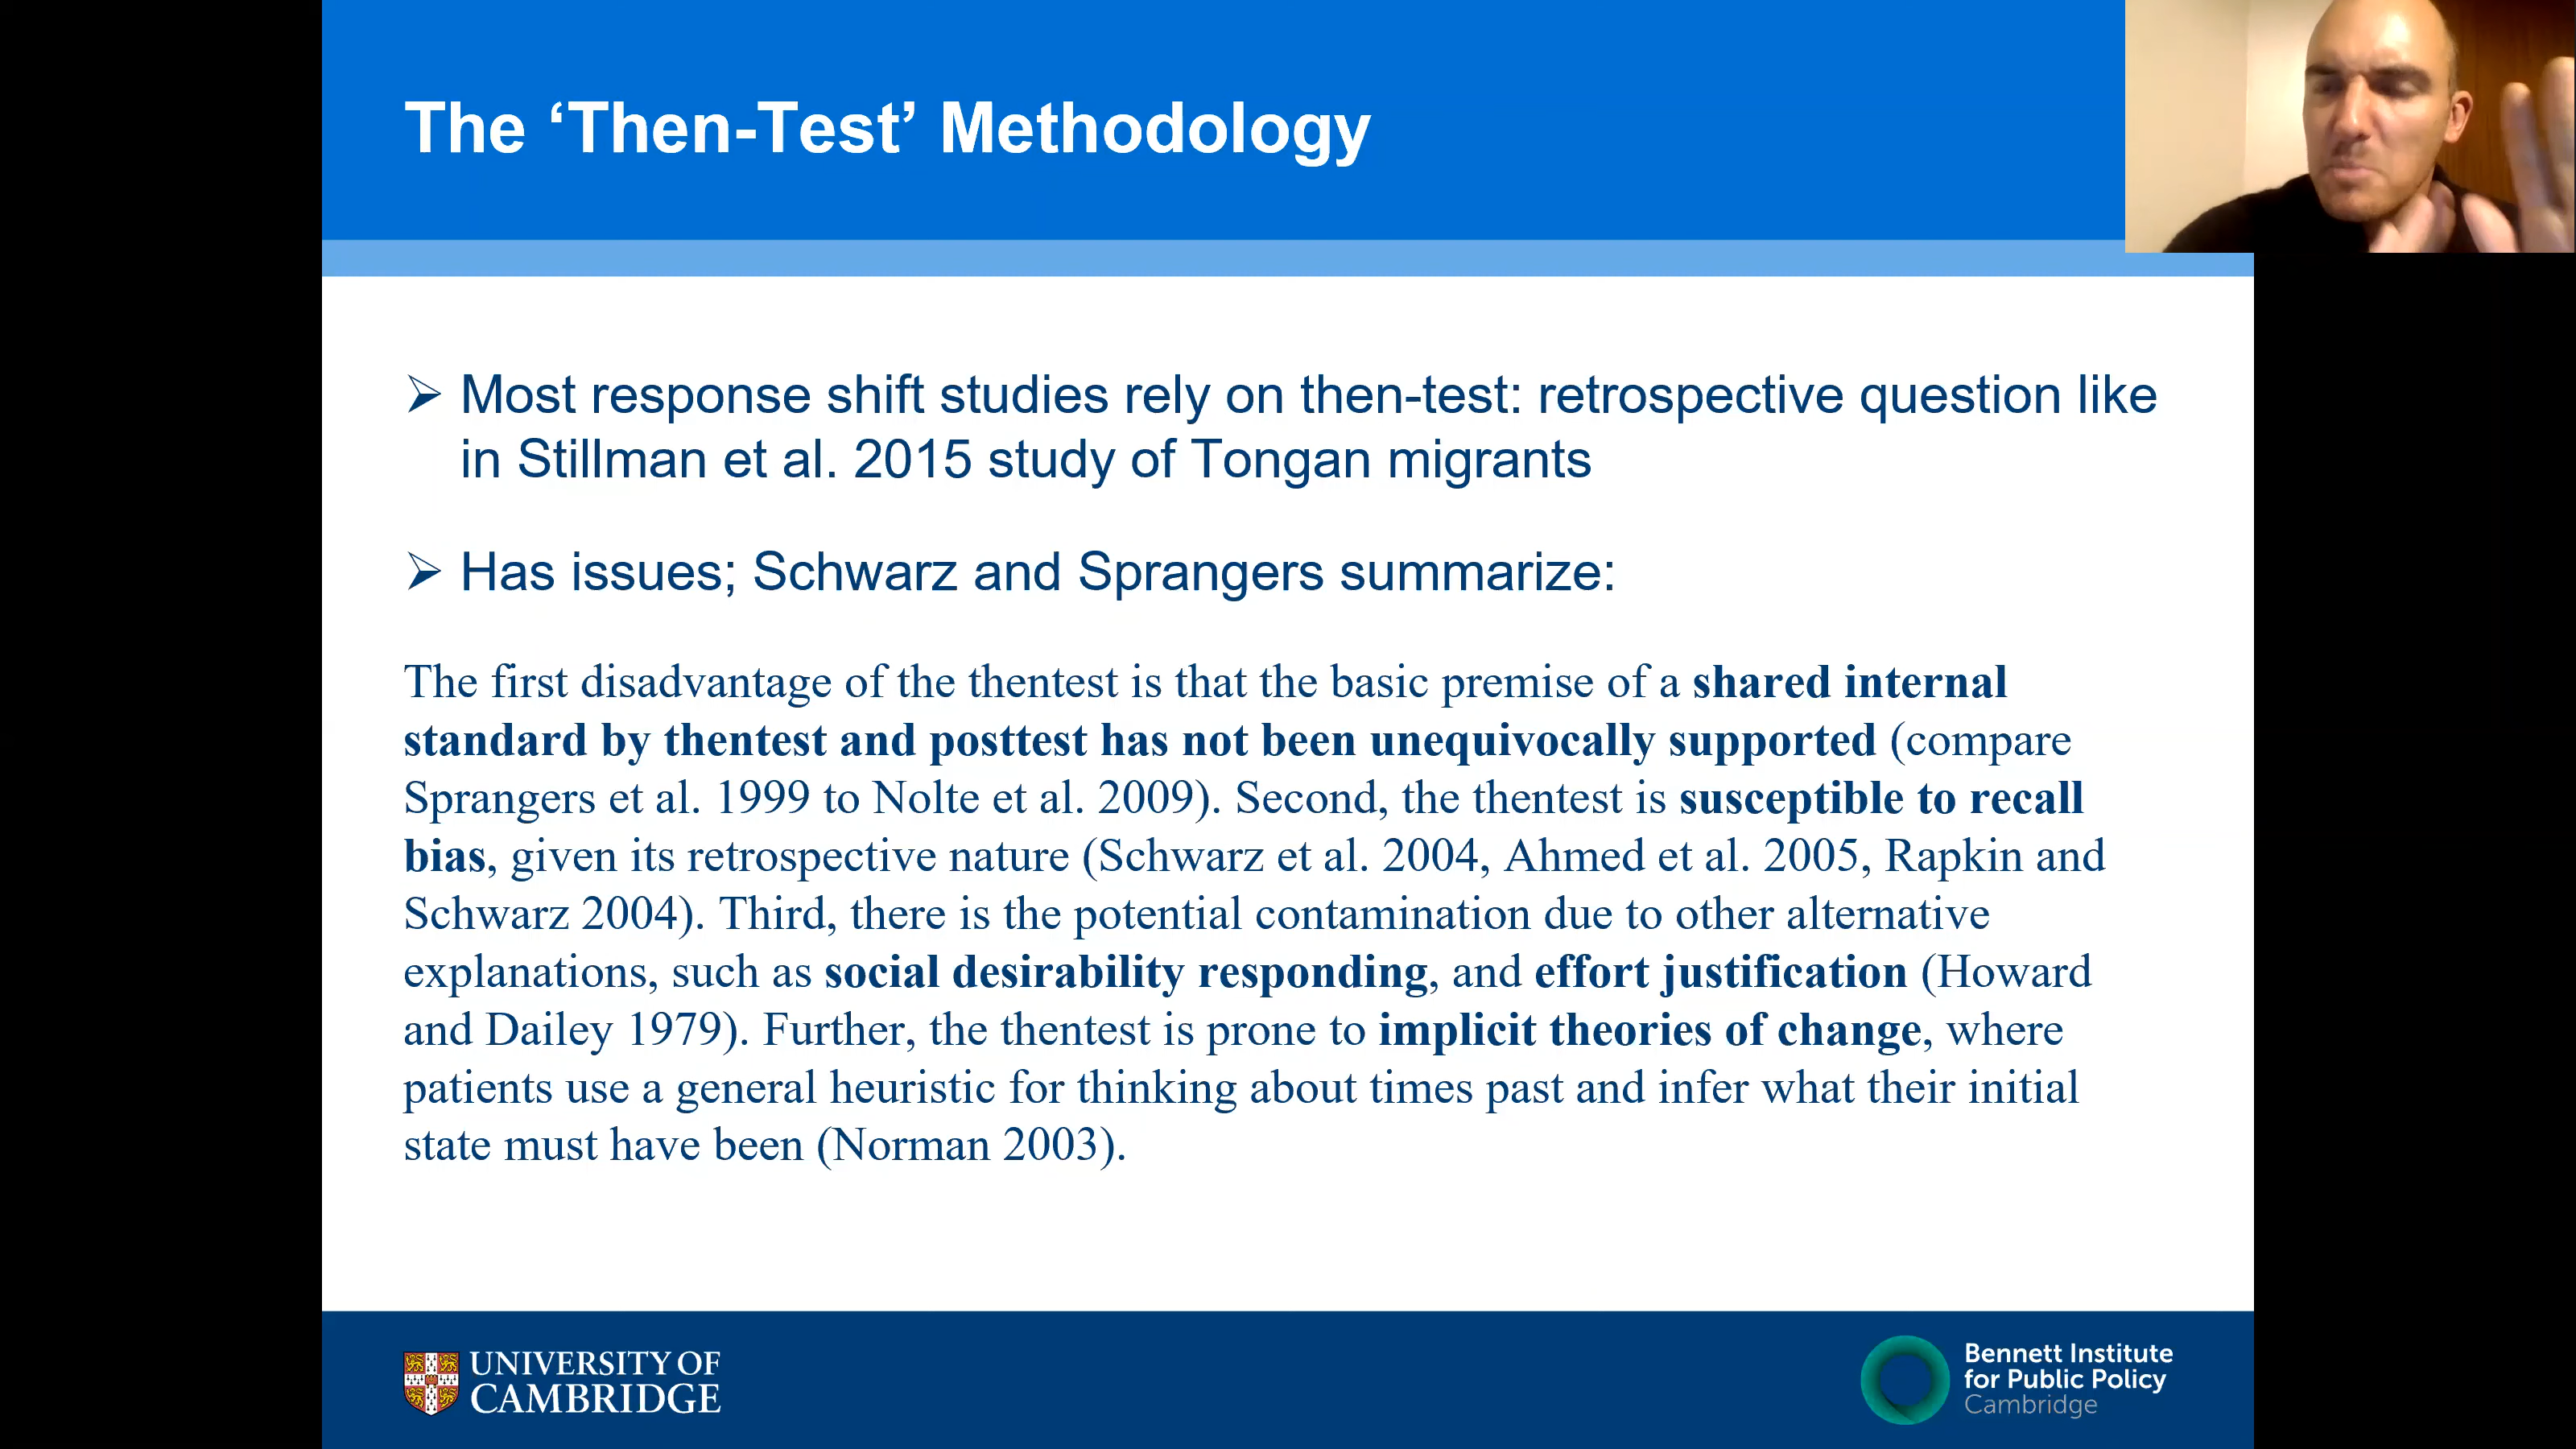 The ‘Then-Test’ Methodology
➢ Most response shift studies rely on then-test: retrospective question like
in Stillman et al. 2015 study of Tongan migrants
➢ Has issues; Schwarz and Sprangers summarize:
The first disadvantage of the thentest is that the basic premise of a shared internal
standard by thentest and posttest has not been unequivocally supported (compare
Sprangers et al. 1999 to Nolte et al. 2009). Second, the thentest is susceptible to recall
bias, given its retrospective nature (Schwarz et al. 2004, Ahmed et al. 2005, Rapkin and
Schwarz 2004). Third, there is the potential contamination due to other alternative
explanations, such as social desirability responding, and effort justification (Howard
and Dailey 1979). Further, the thentest is prone to implicit theories of change, where
patients use a general heuristic for thinking about times past and infer what their initial
state must have been (Norman 2003).
UNIVERSITY OF
CAMBRIDGE
Bennett Institute
for Public Policy
Cambridge